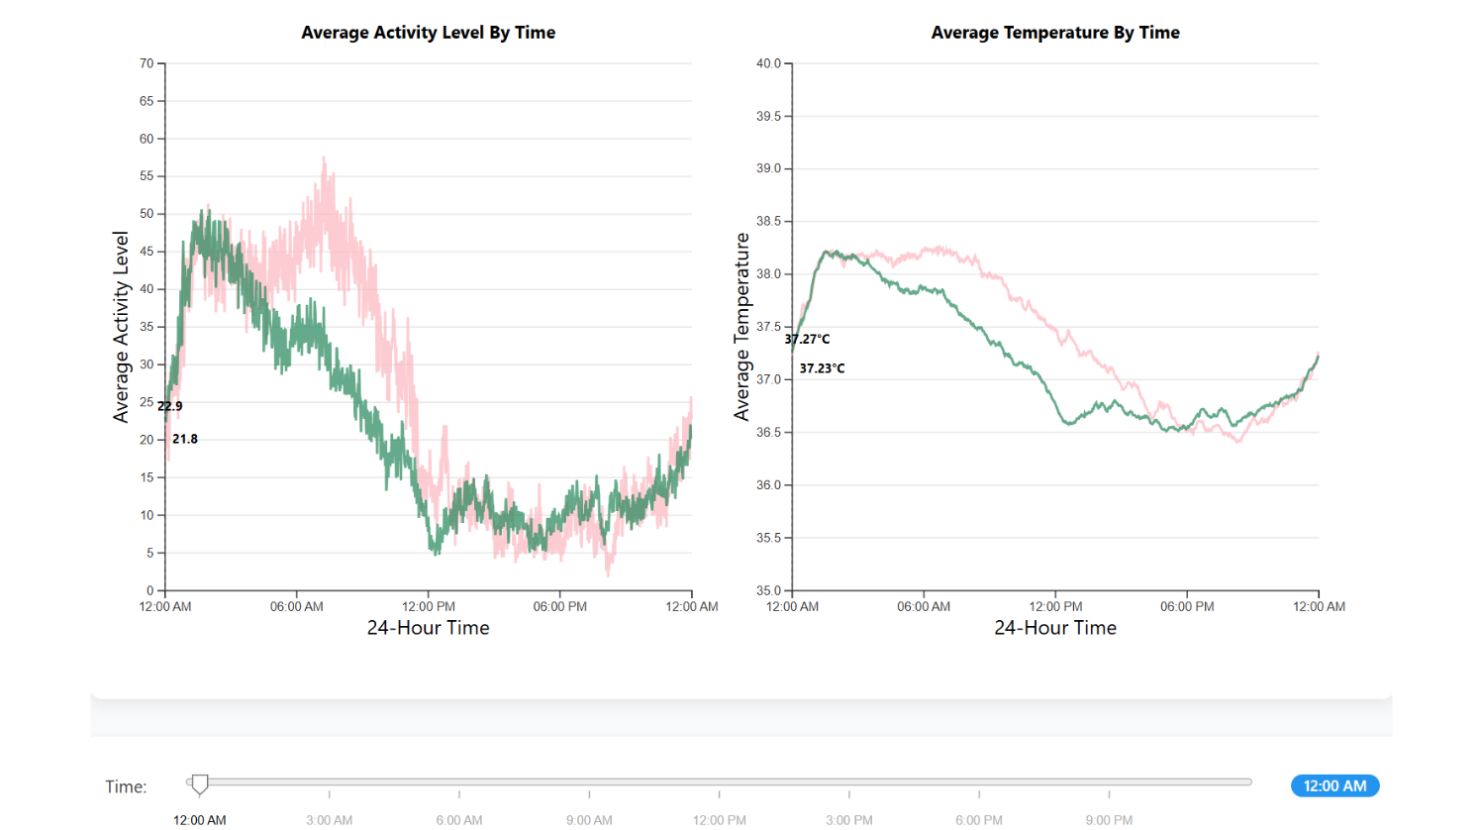 Average Activity Level By Time
70
65
60
55
50
45
40
35
30
25
20
15
10
5
0
Average Activity Level
22.9
21.8
12:00 AM
06:00 AM
12:00 PM
06:00 PM
12:00 AM
24-Hour Time
Average Temperature By Time
40.0
39.5
39.0
38.5
38.0
37.5
37.0
36.5
36.0
35.5
35.0
Average Temperature
37.27°C
37.23°C
12:00 AM
06:00 AM
12:00 PM
06:00 PM
12:00 AM
24-Hour Time
Time:
12:00 AM
12:00 AM
3:00 AM
6:00 AM
9:00 AM
12:00 PM
3:00 PM
6:00 PM
9:00 PM